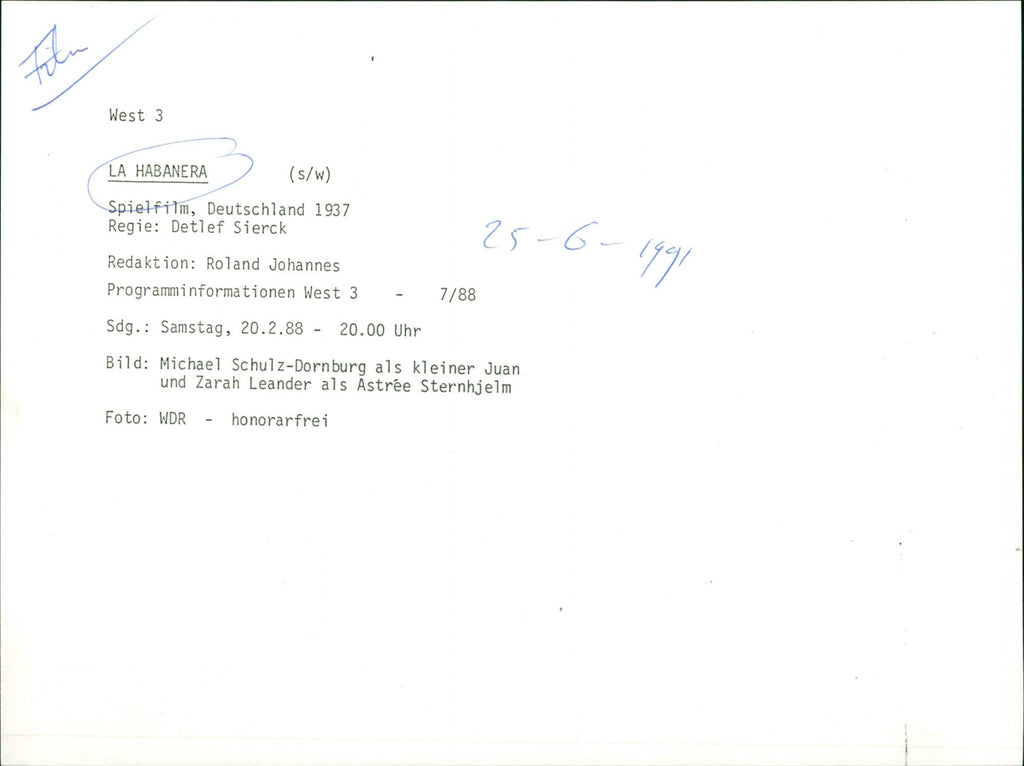 Film
West 3
LA HABANERA (s/w)
Spielfilm, Deutschland 1937
Regie: Detlef Sierck
25-6-1991
Redaktion: Roland Johannes
Programminformationen West 3 - 7/88
Sdg.: Samstag, 20.2.88 - 20.00 Uhr
Bild: Michael Schulz-Dornburg als kleiner Juan
und Zarah Leander als Astrée Sternhjelm
Foto: WDR - honorarfrei